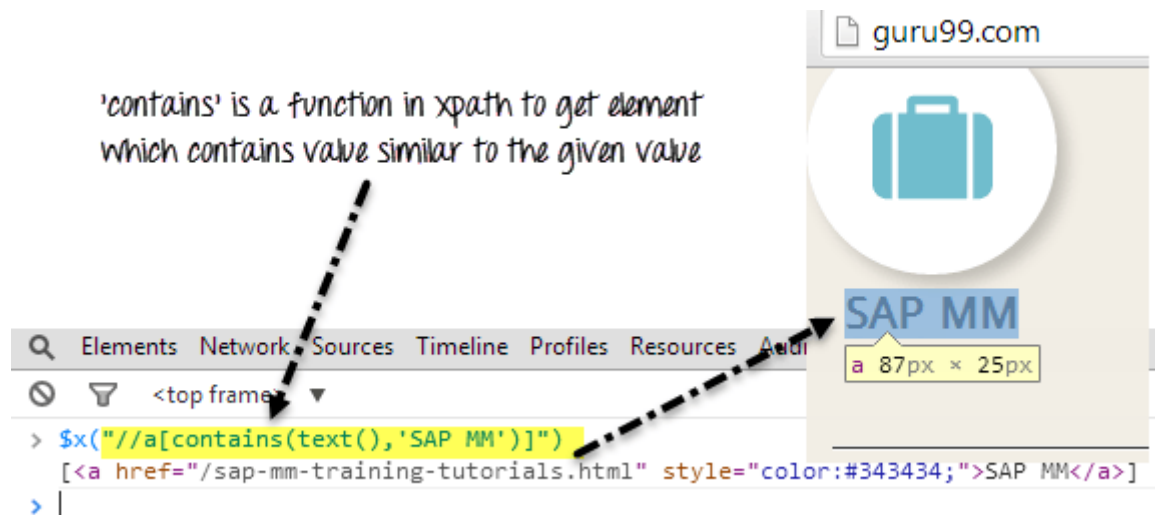 guru99.com
'contains' is a function in xpath to get element
which contains value similar to the given value
SAP MM
a 87px × 25px
Elements Network Sources Timeline Profiles Resources
<top frame> ▼
> $x("//a[contains(text(),'SAP MM')]")
[<a href="/sap-mm-training-tutorials.html" style="color:#343434;">SAP MM</a>]
>